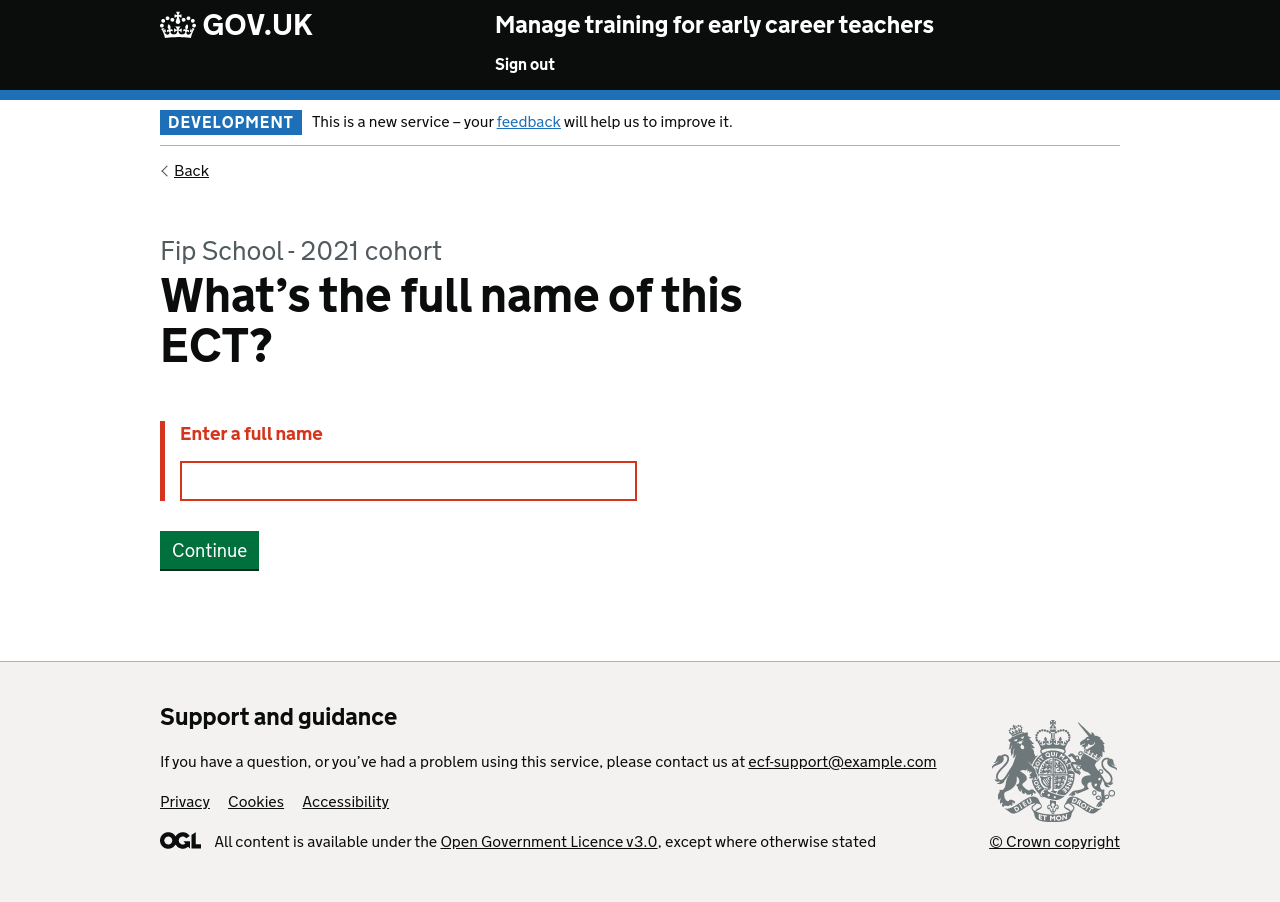 GOV.UK
Manage training for early career teachers
Sign out
DEVELOPMENT This is a new service – your feedback will help us to improve it.
Back
Fip School - 2021 cohort
What’s the full name of this
ECT?
Enter a full name
Continue
Support and guidance
If you have a question, or you’ve had a problem using this service, please contact us at ecf-support@example.com
Privacy Cookies Accessibility
OGL All content is available under the Open Government Licence v3.0, except where otherwise stated
DIEU ET MON DROIT
© Crown copyright